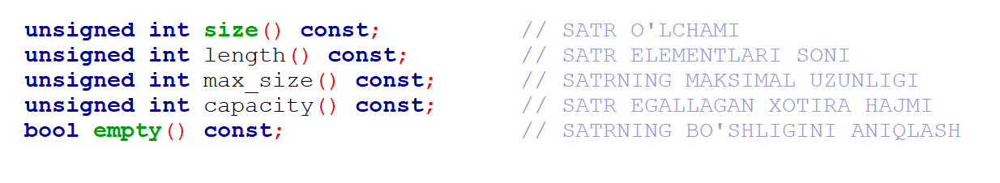 unsigned int size() const; // SATR O'LCHAMI
unsigned int length() const; // SATR ELEMENTLARI SONI
unsigned int max_size() const; // SATRNING MAKSIMAL UZUNLIGI
unsigned int capacity() const; // SATR EGALLAGAN XOTIRA HAJMI
bool empty() const; // SATRNING BO'SHLIGINI ANIQLASH